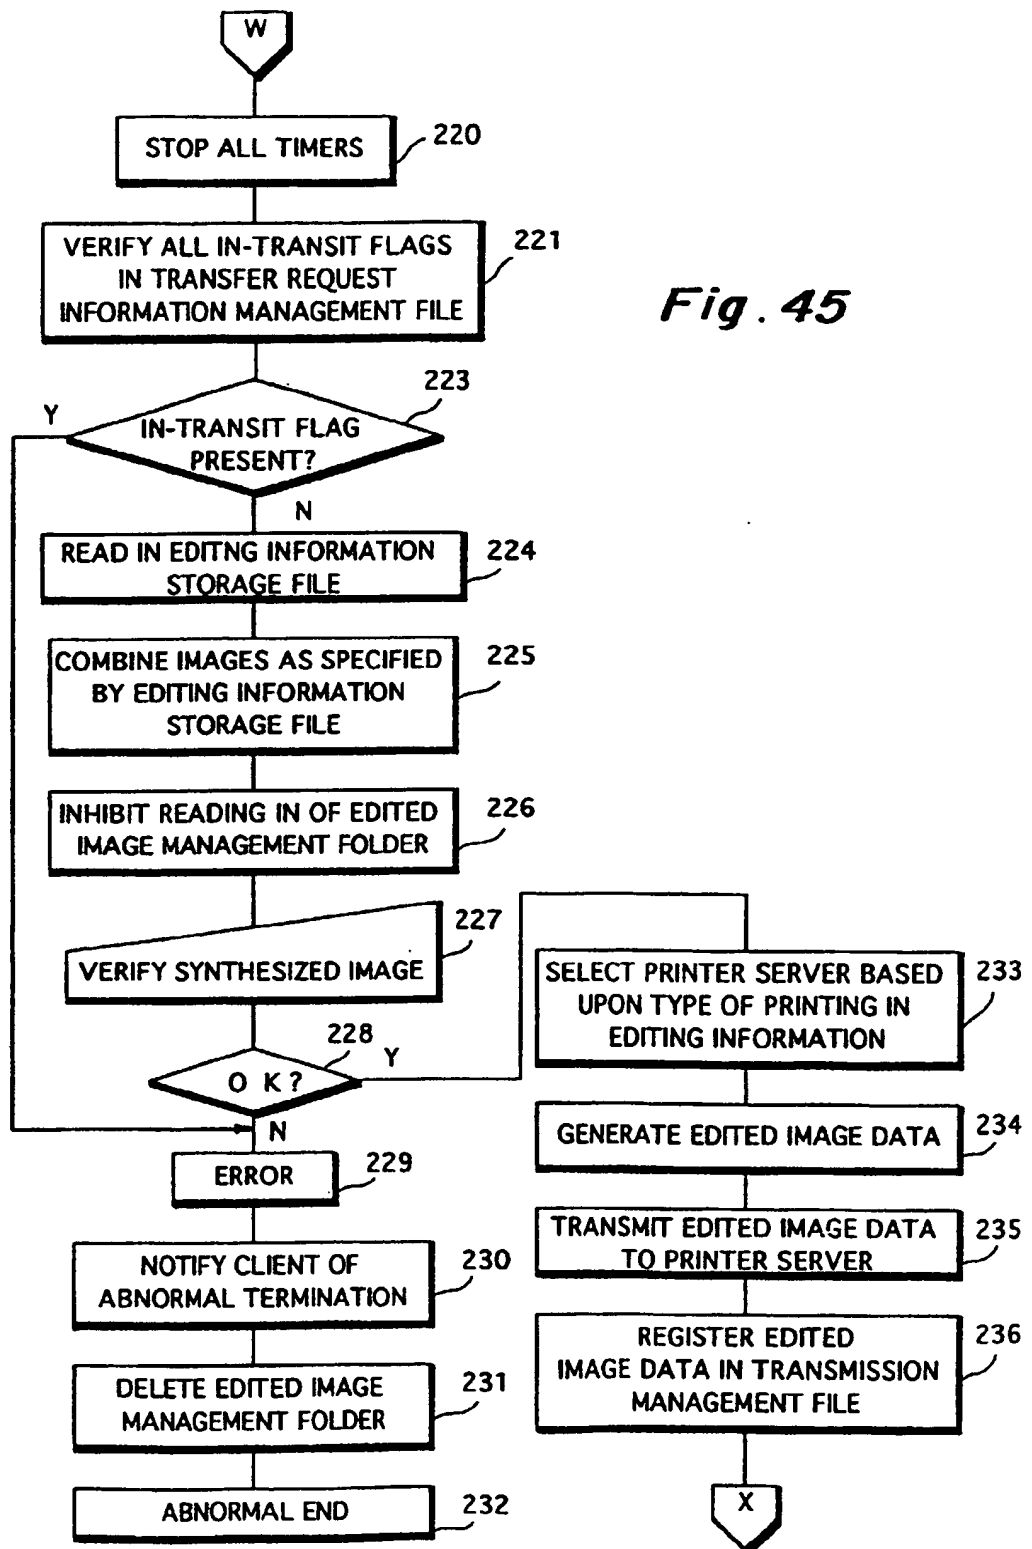 W
STOP ALL TIMERS
220
VERIFY ALL IN-TRANSIT FLAGS
IN TRANSFER REQUEST
INFORMATION MANAGEMENT FILE
221
Fig. 45
223
Y
IN-TRANSIT FLAG
PRESENT?
N
READ IN EDITNG INFORMATION
STORAGE FILE
224
COMBINE IMAGES AS SPECIFIED
BY EDITING INFORMATION
STORAGE FILE
225
INHIBIT READING IN OF EDITED
IMAGE MANAGEMENT FOLDER
226
227
VERIFY SYNTHESIZED IMAGE
228
Y
O K?
N
ERROR
229
NOTIFY CLIENT OF
ABNORMAL TERMINATION
230
DELETE EDITED IMAGE
MANAGEMENT FOLDER
231
ABNORMAL END
232
SELECT PRINTER SERVER BASED
UPON TYPE OF PRINTING IN
EDITING INFORMATION
233
GENERATE EDITED IMAGE DATA
234
TRANSMIT EDITED IMAGE DATA
TO PRINTER SERVER
235
REGISTER EDITED
IMAGE DATA IN TRANSMISSION
MANAGEMENT FILE
236
X